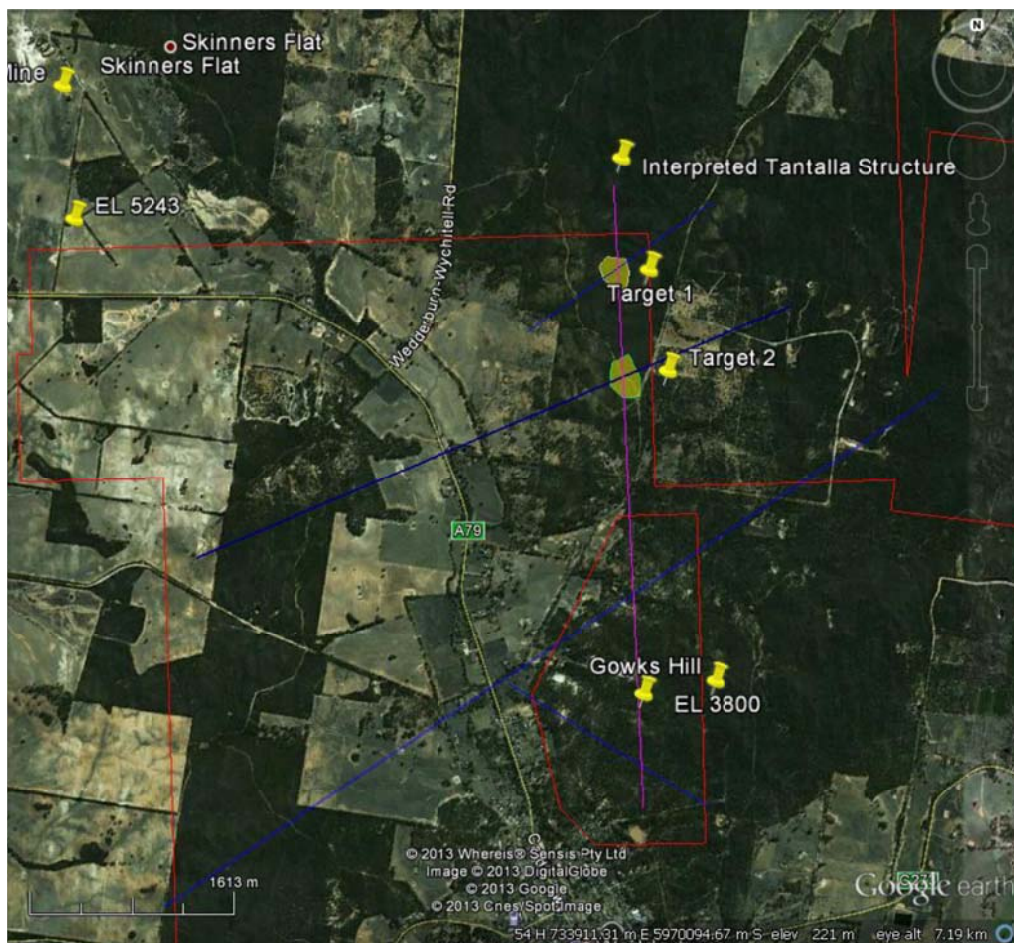 N
Skinners Flat
Skinners Flat
Mine
Interpreted Tantalla Structure
EL 5243
Wedderburn-Wychitell Rd
Target 1
Target 2
A79
Gowks Hill
EL 3800
© 2013 Whereis® Sensis Pty Ltd
Image © 2013 DigitalGlobe
© 2013 Google
© 2013 Cnes/Spot Image
1613 m
Google earth
54 H 733911.31 m E 5970094.67 m S elev 221 m eye alt 7.19 km